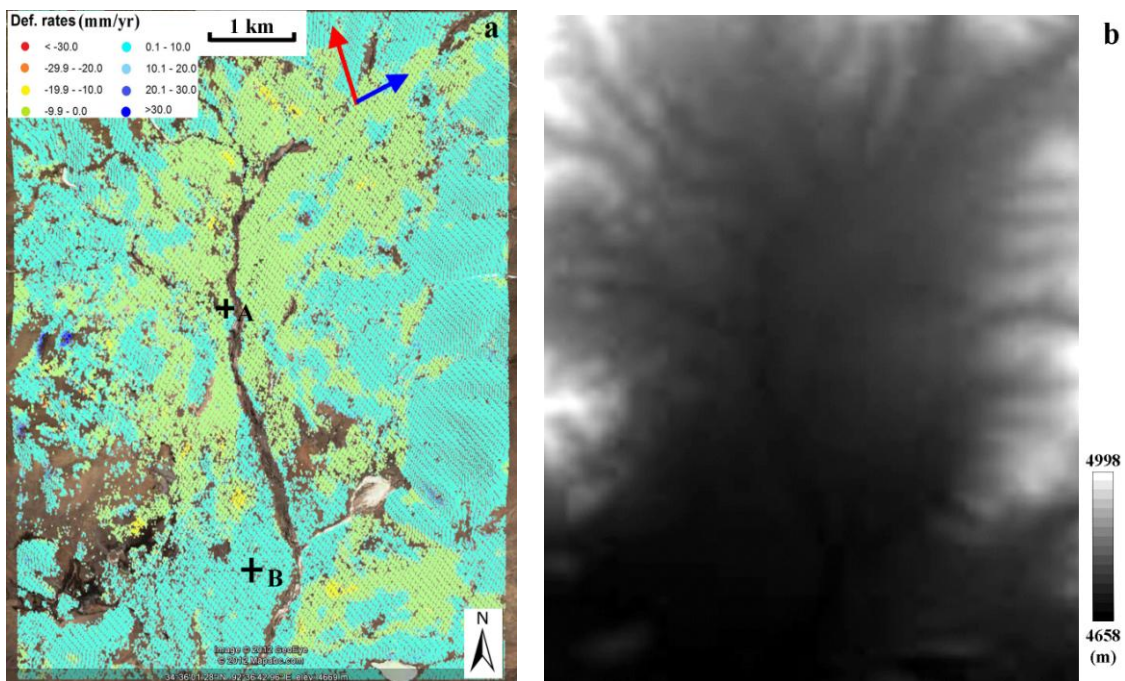 Def. rates (mm/yr)
< -30.0
-29.9 - -20.0
-19.9 - -10.0
-9.9 - 0.0
0.1 - 10.0
10.1 - 20.0
20.1 - 30.0
>30.0
1 km
a
A
B
N
Image © 2012 GeoEye
© 2012 Mapabc.com
elev 4669 m
b
4998
4658
(m)